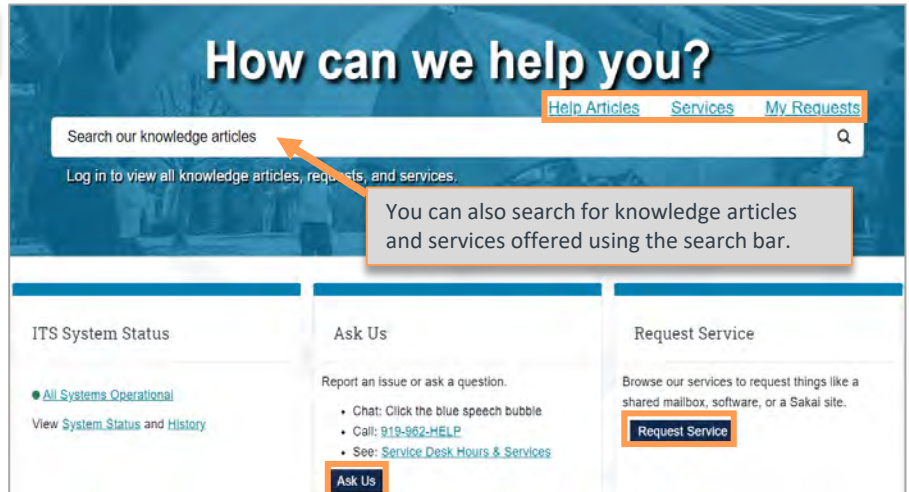 How can we help you?
Help Articles Services My Requests
Search our knowledge articles
Log in to view all knowledge articles, requests, and services.
You can also search for knowledge articles
and services offered using the search bar.
ITS System Status
All Systems Operational
View System Status and History
Ask Us
Report an issue or ask a question.
• Chat: Click the blue speech bubble
• Call: 919-962-HELP
• See: Service Desk Hours & Services
Ask Us
Request Service
Browse our services to request things like a
shared mailbox, software, or a Sakai site.
Request Service